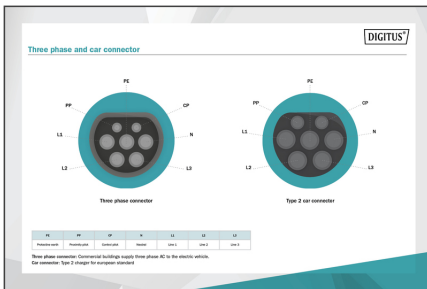 DIGITUS®
Three phase and car connector
PE
PP
CP
L1
N
L2
L3
Three phase connector
PE
PP
CP
L1
N
L2
L3
Type 2 car connector
PE PP CP N L1 L2 L3
Protective earth Proximity pilot Control pilot Neutral Line 1 Line 2 Line 3
Three phase connector: Commercial buildings supply three phase AC to the electric vehicle.
Car connector: Type 2 charger for european standard